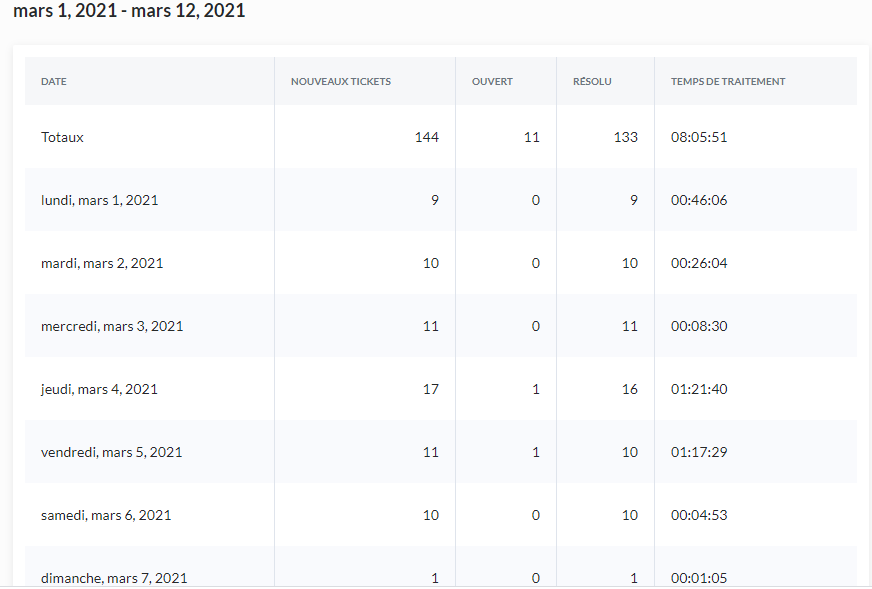 mars 1, 2021 - mars 12, 2021
DATE NOUVEAUX TICKETS OUVERT RÉSOLU TEMPS DE TRAITEMENT
Totaux 144 11 133 08:05:51
lundi, mars 1, 2021 9 0 9 00:46:06
mardi, mars 2, 2021 10 0 10 00:26:04
mercredi, mars 3, 2021 11 0 11 00:08:30
jeudi, mars 4, 2021 17 1 16 01:21:40
vendredi, mars 5, 2021 11 1 10 01:17:29
samedi, mars 6, 2021 10 0 10 00:04:53
dimanche, mars 7, 2021 1 0 1 00:01:05